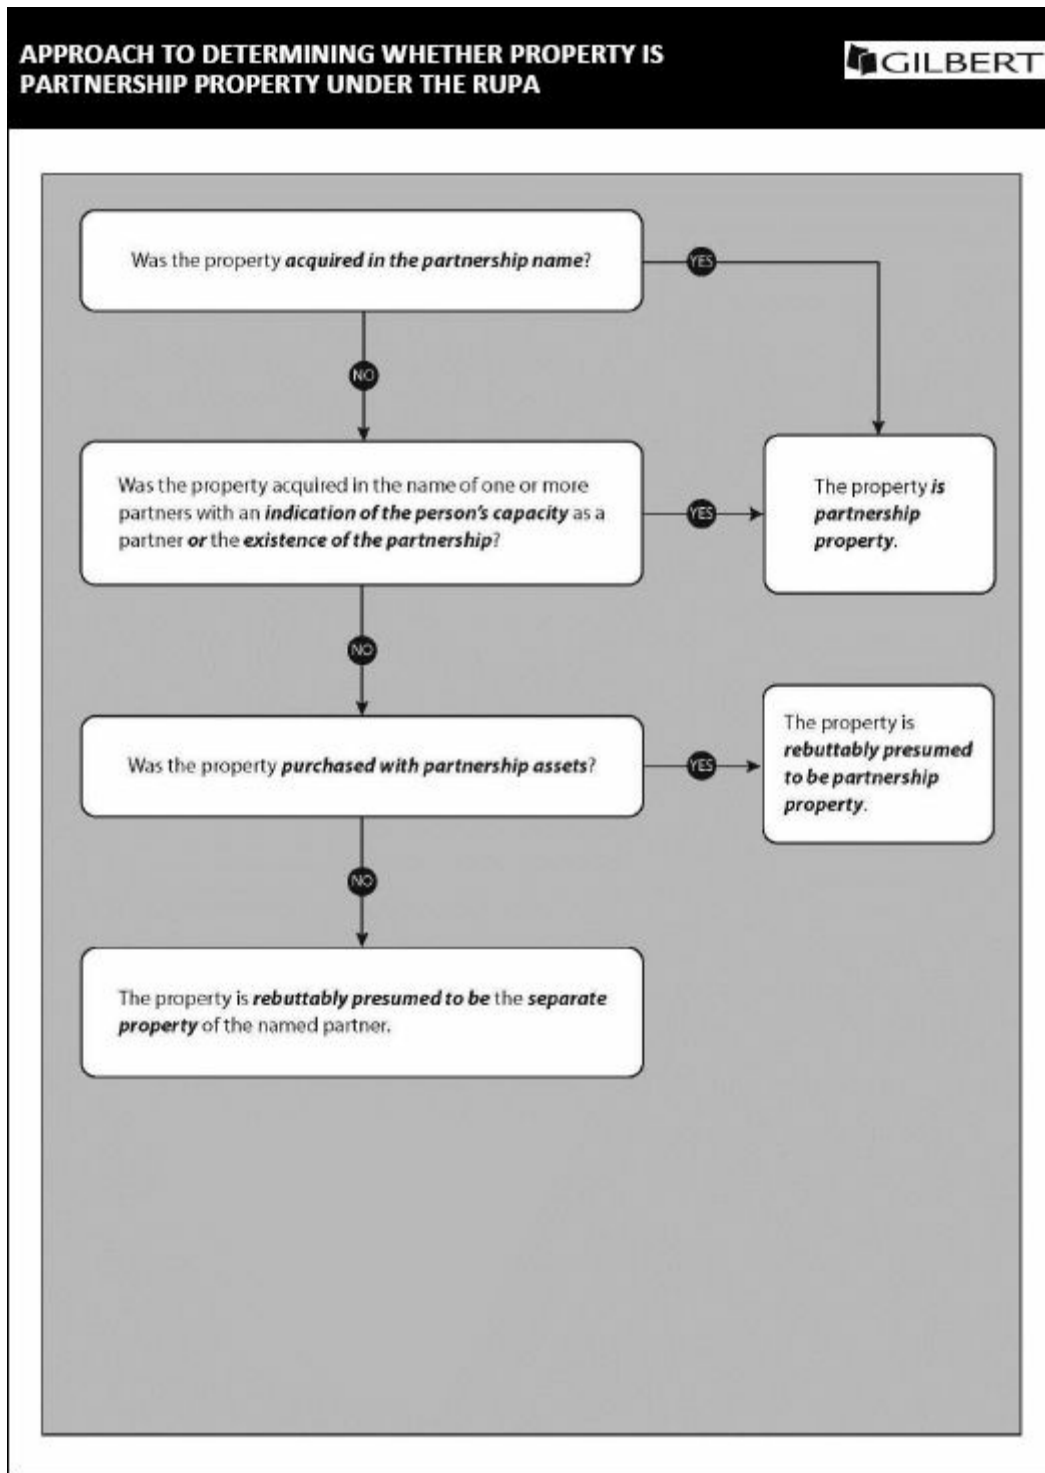 APPROACH TO DETERMINING WHETHER PROPERTY IS
PARTNERSHIP PROPERTY UNDER THE RUPA
GILBERT
Was the property acquired in the partnership name?
YES
NO
Was the property acquired in the name of one or more
partners with an indication of the person's capacity as a
partner or the existence of the partnership?
YES
The property is
partnership
property.
NO
Was the property purchased with partnership assets?
YES
The property is
rebuttably presumed
to be partnership
property.
NO
The property is rebuttably presumed to be the separate
property of the named partner.